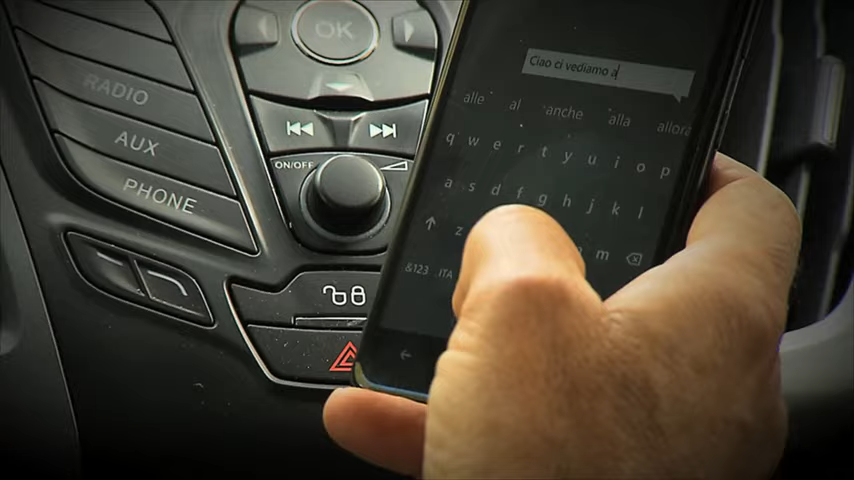 OK
RADIO
AUX
PHONE
ON/OFF
Ciao ci vediamo a
alle al anche alla allora
q w e r t y u i o p
a s d f g h j k l
z m
&123 ITA